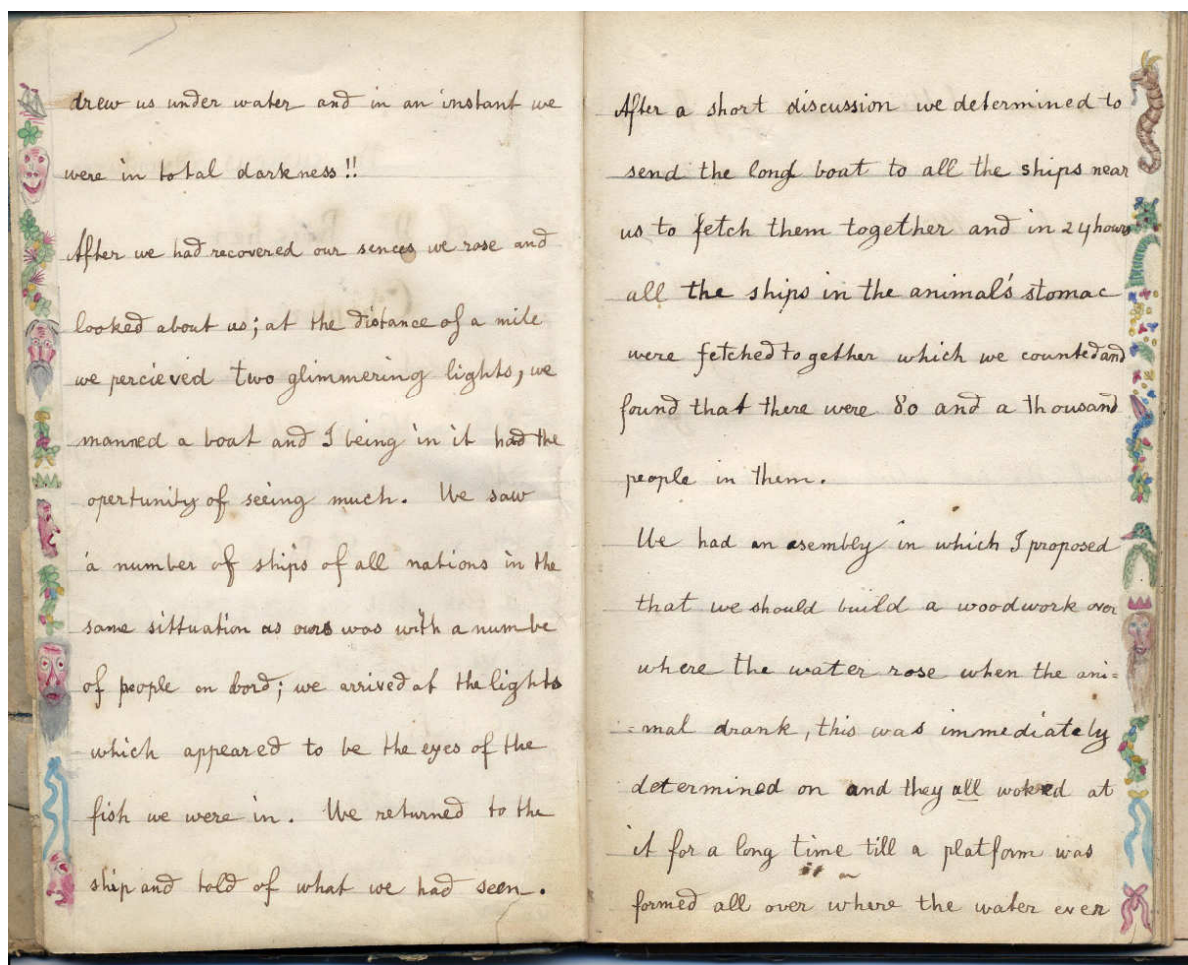 drew us under water and in an instant we
were in total darkness!!
After we had recovered our sences we rose and
looked about us; at the distance of a mile
we percieved two glimmering lights, we
manned a boat and I being in it had the
opertunity of seeing much. We saw
a number of ships of all nations in the
same sittuation as ours was with a numbe
of people on bord; we arrived at the lights
which appeared to be the eyes of the
fish we were in. We returned to the
ship and told of what we had seen.
After a short discussion we determined to
send the long boat to all the ships near
us to fetch them together and in 24 hours
all the ships in the animal's stomac
were fetched together which we counted and
found that there were 80 and a thousand
people in them.
We had an asembly in which I proposed
that we should build a woodwork over
where the water rose when the ani=
=mal drank, this was immediately
determined on and they all woked at
it for a long time till a platform was
formed all over where the water ever